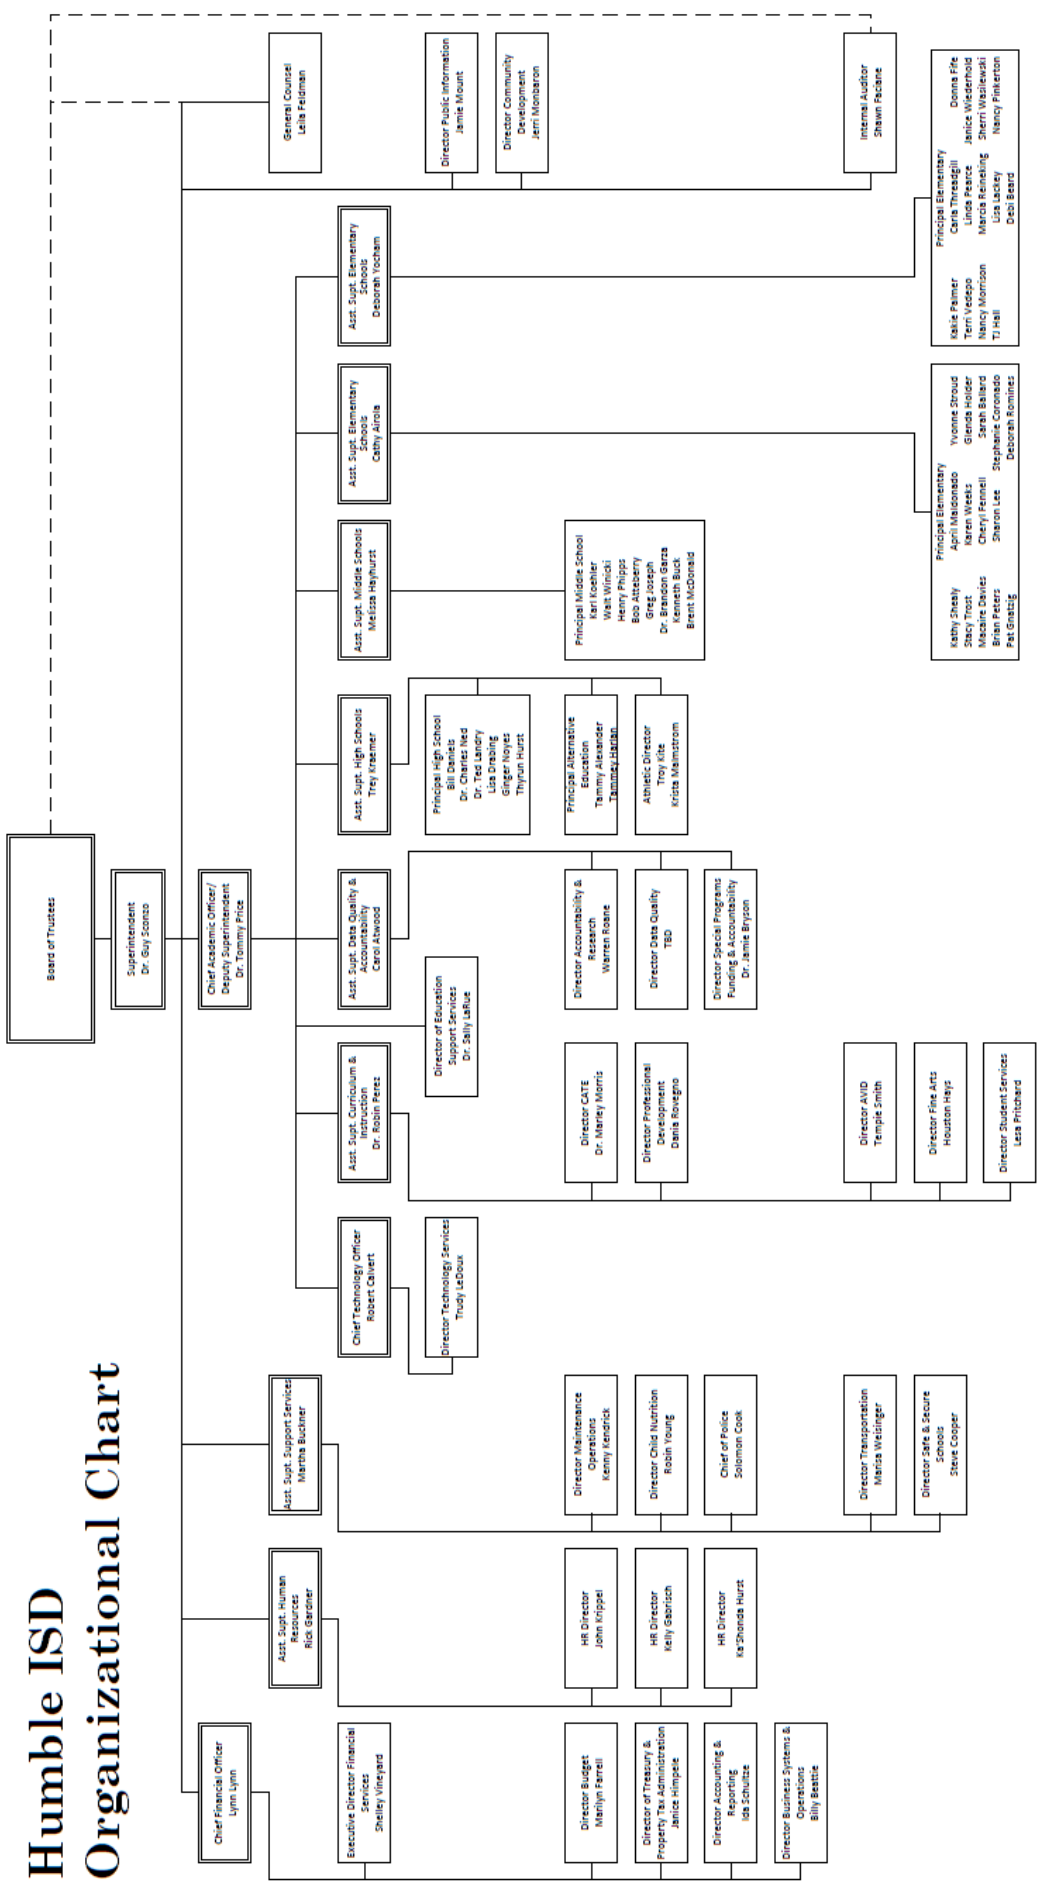 Humble ISD
Organizational Chart
Board of Trustees
Superintendent
Dr. Guy Sconzo
Chief Academic Officer/
Deputy Superintendent
Dr. Tommy Price
Chief Financial Officer
Lynn Lynn
Executive Director Financial
Services
Shelley Vineyard
Director Budget
Marilyn Farrell
Director of Treasury &
Property Tax Administration
Janice Himpele
Director Accounting &
Reporting
Ida Schultze
Director Business Systems &
Operations
Billy Beattie
Asst. Supt. Human
Resources
Rick Gardner
HR Director
John Krippel
HR Director
Kelly Gabrisch
HR Director
Ka'Shonda Hurst
Asst. Supt. Support Services
Martha Buckner
Director Maintenance
Operations
Kenny Kendrick
Director Child Nutrition
Robin Young
Chief of Police
Solomon Cook
Director Transportation
Marisa Weisinger
Director Safe & Secure
Schools
Steve Cooper
Chief Technology Officer
Robert Calvert
Director Technology Services
Trudy LeDoux
Asst. Supt. Curriculum &
Instruction
Dr. Robin Perez
Director CATE
Dr. Marley Morris
Director Professional
Development
Dania Rovegno
Director AVID
Temple Smith
Director Fine Arts
Houston Hays
Director Student Services
Lesa Pritchard
Director of Education
Support Services
Dr. Sally LaRue
Asst. Supt. Data Quality &
Accountability
Carol Atwood
Director Accountability &
Research
Warren Roane
Director Data Quality
TBD
Director Special Programs
Funding & Accountability
Dr. Jamie Bryson
Asst. Supt. High Schools
Trey Kraemer
Principal High School
Bill Daniels
Dr. Charles Ned
Dr. Ted Landry
Lisa Drabing
Ginger Noyes
Thyrun Hurst
Principal Alternative
Education
Tammy Alexander
Tammey Harlan
Athletic Director
Troy Kite
Krista Malmstrom
Asst. Supt. Middle Schools
Melissa Hayhurst
Principal Middle School
Karl Koehler
Walt Winicki
Henry Phipps
Bob Atteberry
Greg Joseph
Dr. Brandon Garza
Kenneth Buck
Brent McDonald
Asst. Supt. Elementary
Schools
Cathy Airola
Principal Elementary
Kathy Shealy April Maldonado Yvonne Stroud
Stacy Trost Karen Weeks Glenda Holder
Macaire Davies Cheryl Fennell Sarah Ballard
Brian Peters Sharon Lee Stephanie Coronado
Pat Gnatzig Deborah Romines
Asst. Supt. Elementary
Schools
Deborah Yocham
Principal Elementary
Kakie Palmer Carla Threadgill Donna Fife
Terri Vedepo Linda Pearce Janice Wiederhold
Nancy Morrison Marcia Reineking Sherri Wasilewski
TJ Hall Lisa Lackey Nancy Pinkerton
Debi Beard
General Counsel
Leila Feldman
Director Public Information
Jamie Mount
Director Community
Development
Jerri Monbaron
Internal Auditor
Shawn Faciane